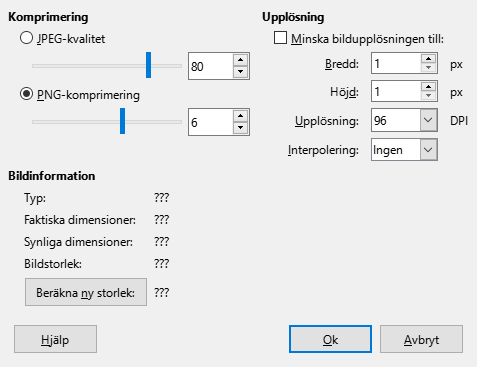 Komprimering
JPEG-kvalitet
80
PNG-komprimering
6
Upplösning
Minska bildupplösningen till:
Bredd: 1 px
Höjd: 1 px
Upplösning: 96 DPI
Interpolering: Ingen
Bildinformation
Typ: ???
Faktiska dimensioner: ???
Synliga dimensioner: ???
Bildstorlek: ???
Beräkna ny storlek: ???
Hjälp Ok Avbryt